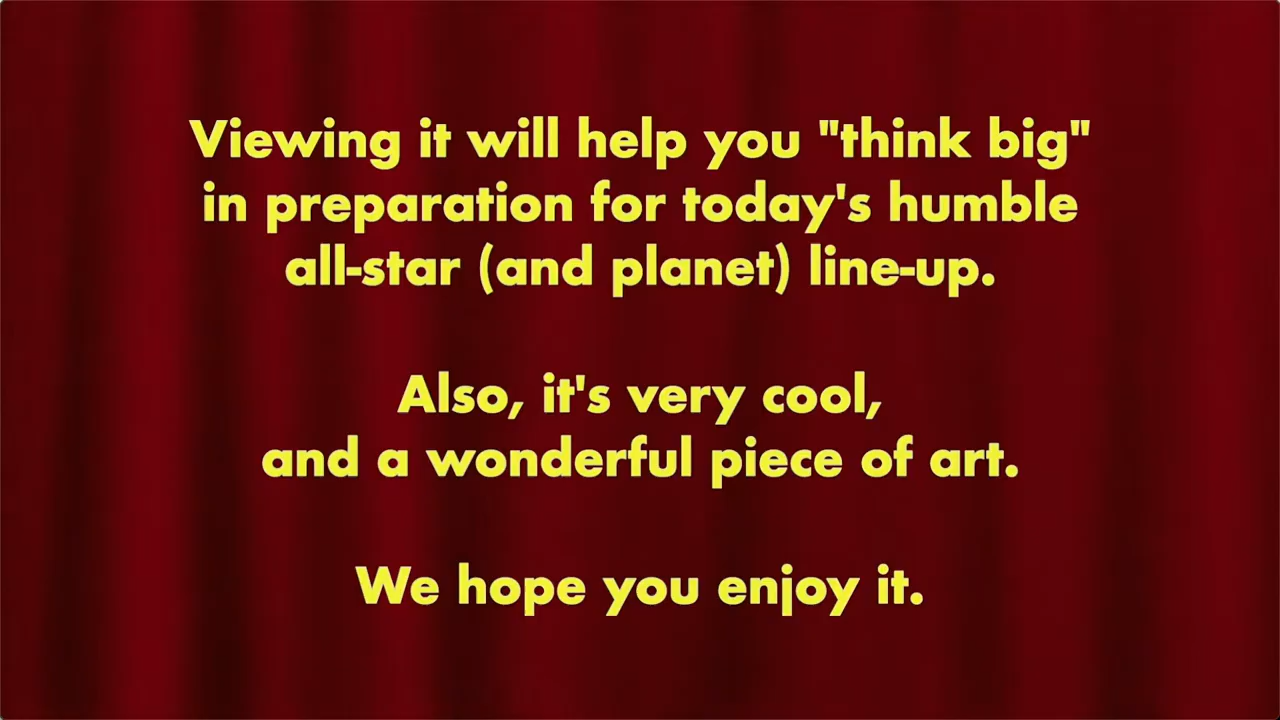 Viewing it will help you "think big"
in preparation for today's humble
all-star (and planet) line-up.
Also, it's very cool,
and a wonderful piece of art.
We hope you enjoy it.